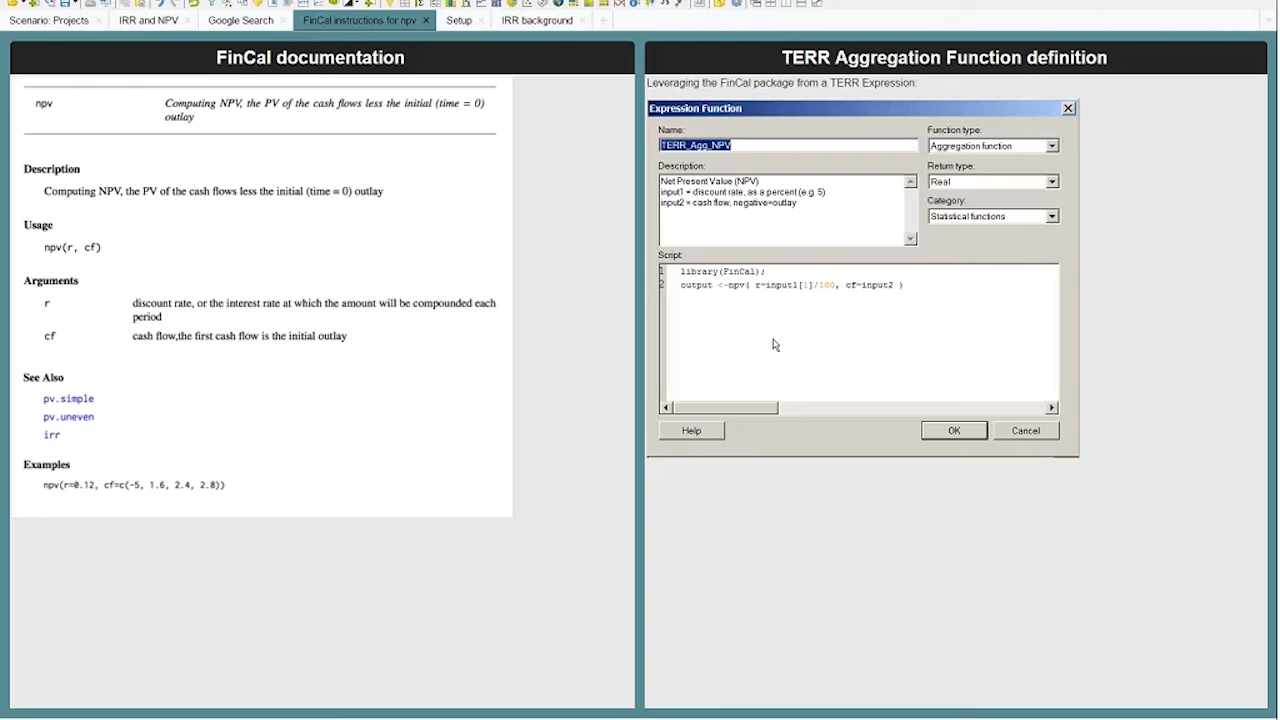 Scenario: Projects
IRR and NPV
Google Search
FinCal instructions for npv
Setup
IRR background
FinCal documentation
npv
Computing NPV, the PV of the cash flows less the initial (time = 0)
outlay
Description
Computing NPV, the PV of the cash flows less the initial (time = 0) outlay
Usage
npv(r, cf)
Arguments
r
discount rate, or the interest rate at which the amount will be compounded each
period
cf
cash flow,the first cash flow is the initial outlay
See Also
pv.simple
pv.uneven
irr
Examples
npv(r=0.12, cf=c(-5, 1.6, 2.4, 2.8))
TERR Aggregation Function definition
Leveraging the FinCal package from a TERR Expression:
Expression Function
Name:
TERR_Agg_NPV
Function type:
Aggregation function
Description:
Net Present Value (NPV)
input1 = discount rate, as a percent (e.g. 5)
input2 = cash flow, negative=outlay
Return type:
Real
Category:
Statistical functions
Script:
1 library(FinCal);
2 output <-npv( r=input1[1]/100, cf=input2 )
Help
OK
Cancel